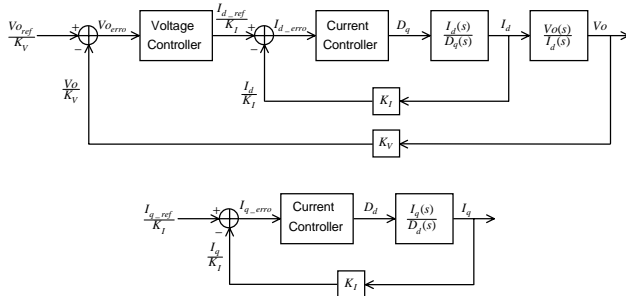 Vo_ref / K_V
+
−
Vo_erro
Voltage Controller
I_d_ref / K_I
+
−
I_d_erro
Current Controller
D_q
I_d(s) / D_q(s)
I_d
Vo(s) / I_d(s)
Vo
I_d / K_I
K_I
Vo / K_V
K_V
I_q_ref / K_I
+
−
I_q_erro
Current Controller
D_d
I_q(s) / D_d(s)
I_q
I_q / K_I
K_I